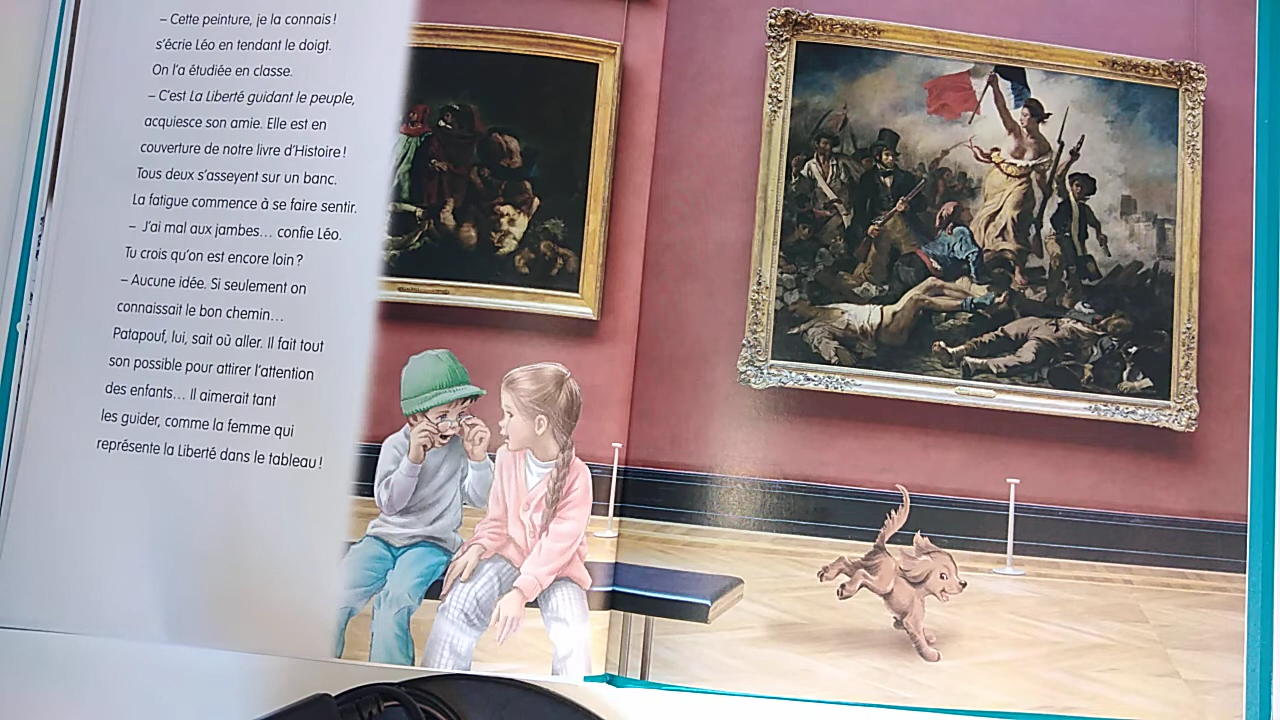 – Cette peinture, je la connais !
s'écrie Léo en tendant le doigt.
On l'a étudiée en classe.
– C'est La Liberté guidant le peuple,
acquiesce son amie. Elle est en
couverture de notre livre d'Histoire !
Tous deux s'asseyent sur un banc.
La fatigue commence à se faire sentir.
– J'ai mal aux jambes… confie Léo.
Tu crois qu'on est encore loin ?
– Aucune idée. Si seulement on
connaissait le bon chemin…
Patapouf, lui, sait où aller. Il fait tout
son possible pour attirer l'attention
des enfants… Il aimerait tant
les guider, comme la femme qui
représente la Liberté dans le tableau !